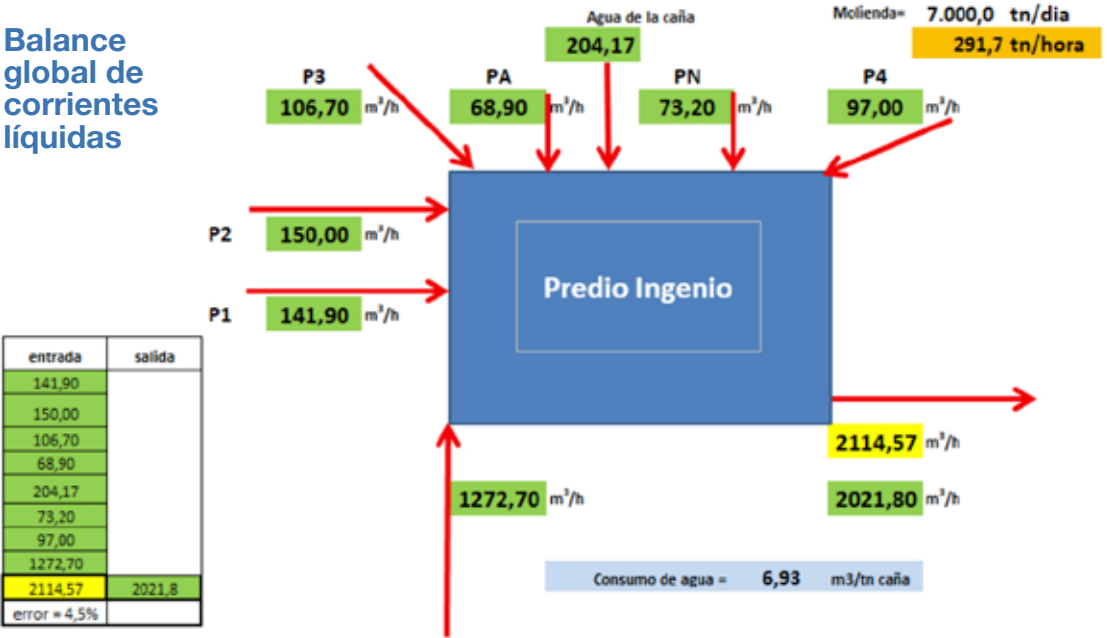 Balance
global de
corrientes
líquidas
Agua de la caña
204,17
Molienda= 7.000,0 tn/dia
291,7 tn/hora
P3
106,70 m³/h
PA
68,90 m³/h
PN
73,20 m³/h
P4
97,00 m³/h
P2 150,00 m³/h
P1 141,90 m³/h
Predio Ingenio
entrada salida
141,90
150,00
106,70
68,90
204,17
73,20
97,00
1272,70
2114,57 2021,8
error = 4,5%
2114,57 m³/h
1272,70 m³/h
2021,80 m³/h
Consumo de agua = 6,93 m3/tn caña